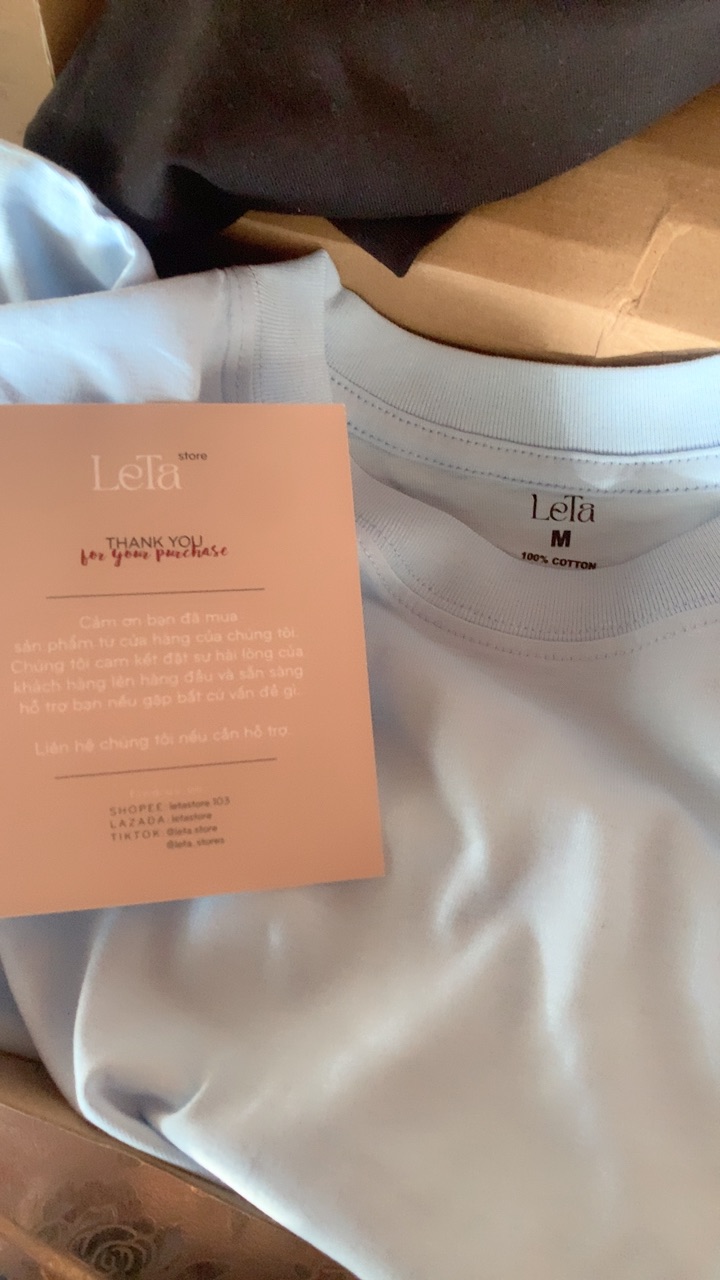 LeTa store
THANK YOU
for your purchase
Cảm ơn bạn đã mua
sản phẩm từ cửa hàng của chúng tôi.
Chúng tôi cam kết đặt sự hài lòng của
khách hàng lên hàng đầu và sẵn sàng
hỗ trợ bạn nếu gặp bất cứ vấn đề gì.
Liên hệ chúng tôi nếu cần hỗ trợ.
SHOPEE: letastore.103
LAZADA: letastore
TIKTOK: @leta.store
@leta_stores
LeTa
M
100% COTTON